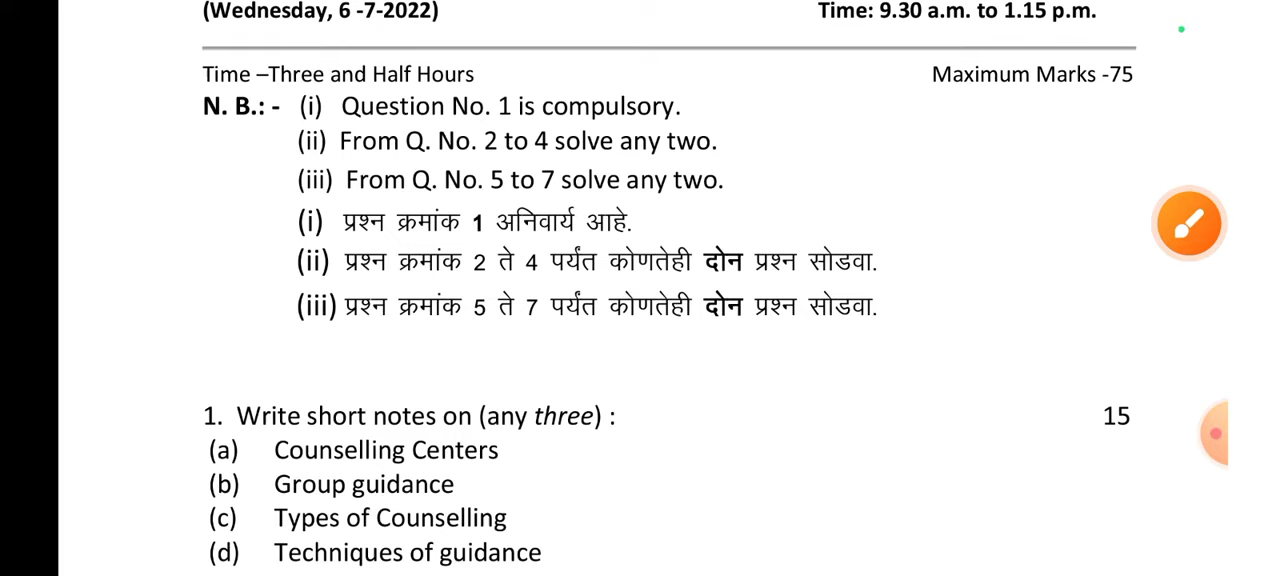 (Wednesday, 6 -7-2022) Time: 9.30 a.m. to 1.15 p.m.
Time –Three and Half Hours Maximum Marks -75
N. B.: - (i) Question No. 1 is compulsory.
(ii) From Q. No. 2 to 4 solve any two.
(iii) From Q. No. 5 to 7 solve any two.
(i) प्रश्न क्रमांक 1 अनिवार्य आहे.
(ii) प्रश्न क्रमांक 2 ते 4 पर्यंत कोणतेही दोन प्रश्न सोडवा.
(iii) प्रश्न क्रमांक 5 ते 7 पर्यंत कोणतेही दोन प्रश्न सोडवा.
1. Write short notes on (any three) : 15
(a) Counselling Centers
(b) Group guidance
(c) Types of Counselling
(d) Techniques of guidance